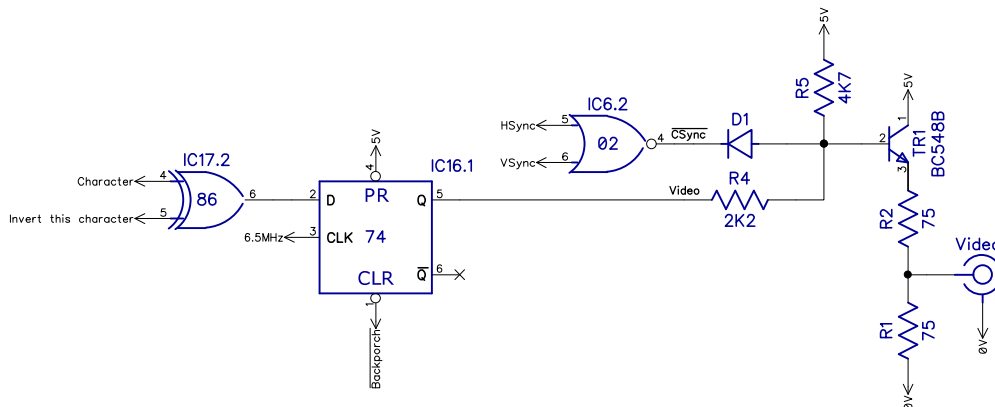 5V
R5
4K7
5V
IC6.2
D1
HSync
5
02
4
CSync
VSync
6
2
1
TR1
BC548B
3
IC17.2
5V
IC16.1
4
Character
4
86
6
2
D
PR
Q
5
Video
R4
2K2
Invert this character
5
6.5MHz
3
CLK
74
R2
75
Video
CLR
Q
6
1
Backporch
R1
75
0V
0V